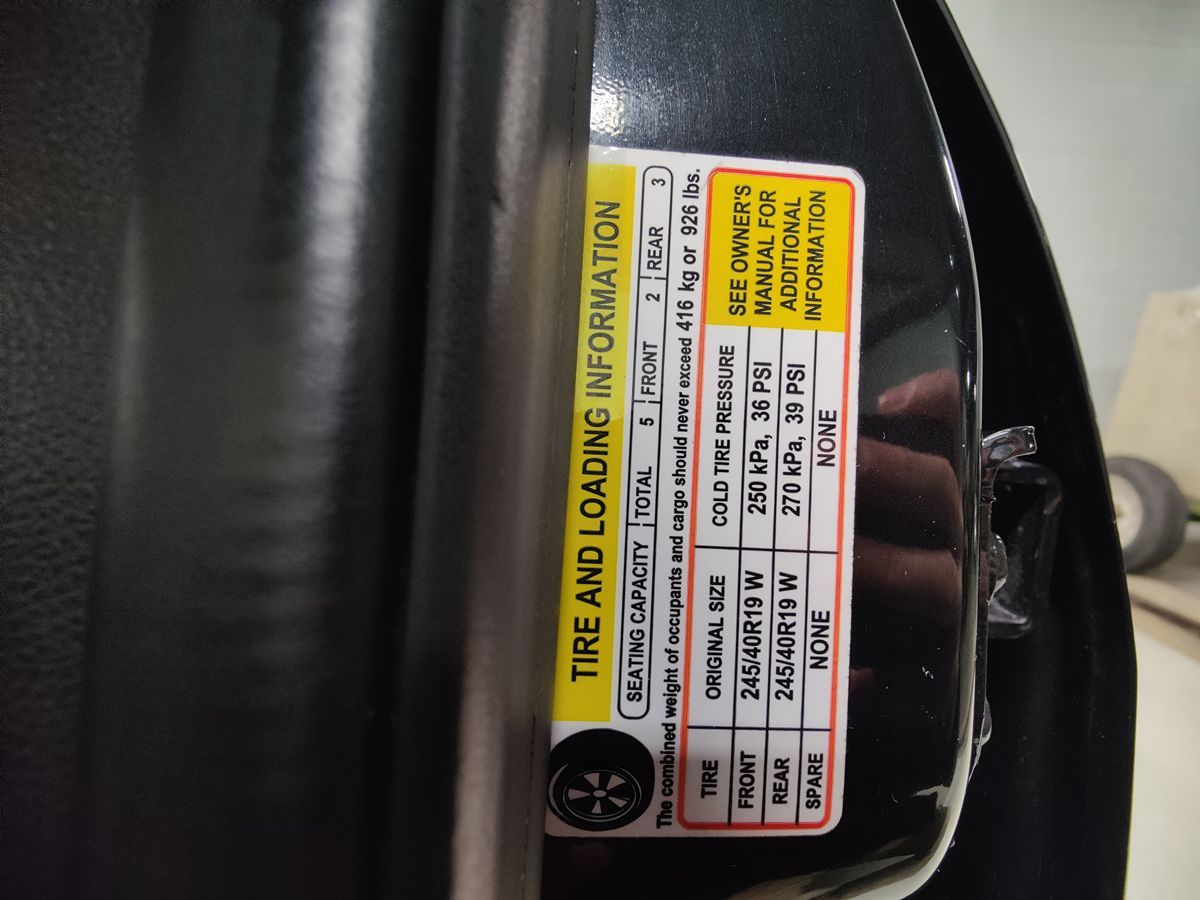 TIRE AND LOADING INFORMATION
SEATING CAPACITY TOTAL 5 FRONT 2 REAR 3
The combined weight of occupants and cargo should never exceed 416 kg or 926 lbs.
TIRE ORIGINAL SIZE COLD TIRE PRESSURE
FRONT 245/40R19 W 250 kPa, 36 PSI
REAR 245/40R19 W 270 kPa, 39 PSI
SPARE NONE NONE
SEE OWNER'S
MANUAL FOR
ADDITIONAL
INFORMATION